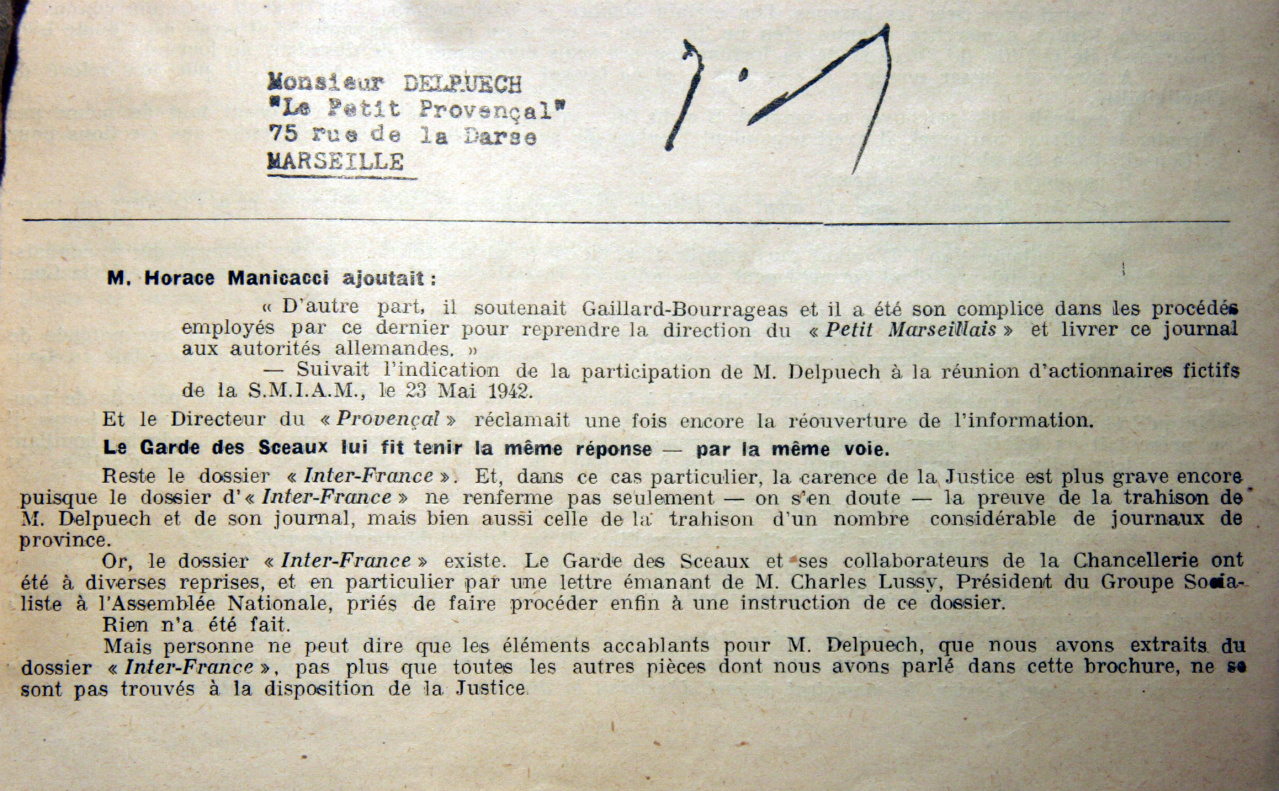 Monsieur DELPUECH
"Le Petit Provençal"
75 rue de la Darse
MARSEILLE
M. Horace Manicacci ajoutait :
« D'autre part, il soutenait Gaillard-Bourrageas et il a été son complice dans les procédés
employés par ce dernier pour reprendre la direction du « Petit Marseillais » et livrer ce journal
aux autorités allemandes. »
— Suivait l'indication de la participation de M. Delpuech à la réunion d'actionnaires fictifs
de la S.M.I.A.M., le 23 Mai 1942.
Et le Directeur du « Provençal » réclamait une fois encore la réouverture de l'information.
Le Garde des Sceaux lui fit tenir la même réponse — par la même voie.
Reste le dossier « Inter-France ». Et, dans ce cas particulier, la carence de la Justice est plus grave encore
puisque le dossier d'« Inter-France » ne renferme pas seulement — on s'en doute — la preuve de la trahison de
M. Delpuech et de son journal, mais bien aussi celle de la trahison d'un nombre considérable de journaux de
province.
Or, le dossier « Inter-France » existe. Le Garde des Sceaux et ses collaborateurs de la Chancellerie ont
été à diverses reprises, et en particulier par une lettre émanant de M. Charles Lussy, Président du Groupe Socia-
liste à l'Assemblée Nationale, priés de faire procéder enfin à une instruction de ce dossier.
Rien n'a été fait.
Mais personne ne peut dire que les éléments accablants pour M. Delpuech, que nous avons extraits du
dossier « Inter-France », pas plus que toutes les autres pièces dont nous avons parlé dans cette brochure, ne se
sont pas trouvés à la disposition de la Justice.